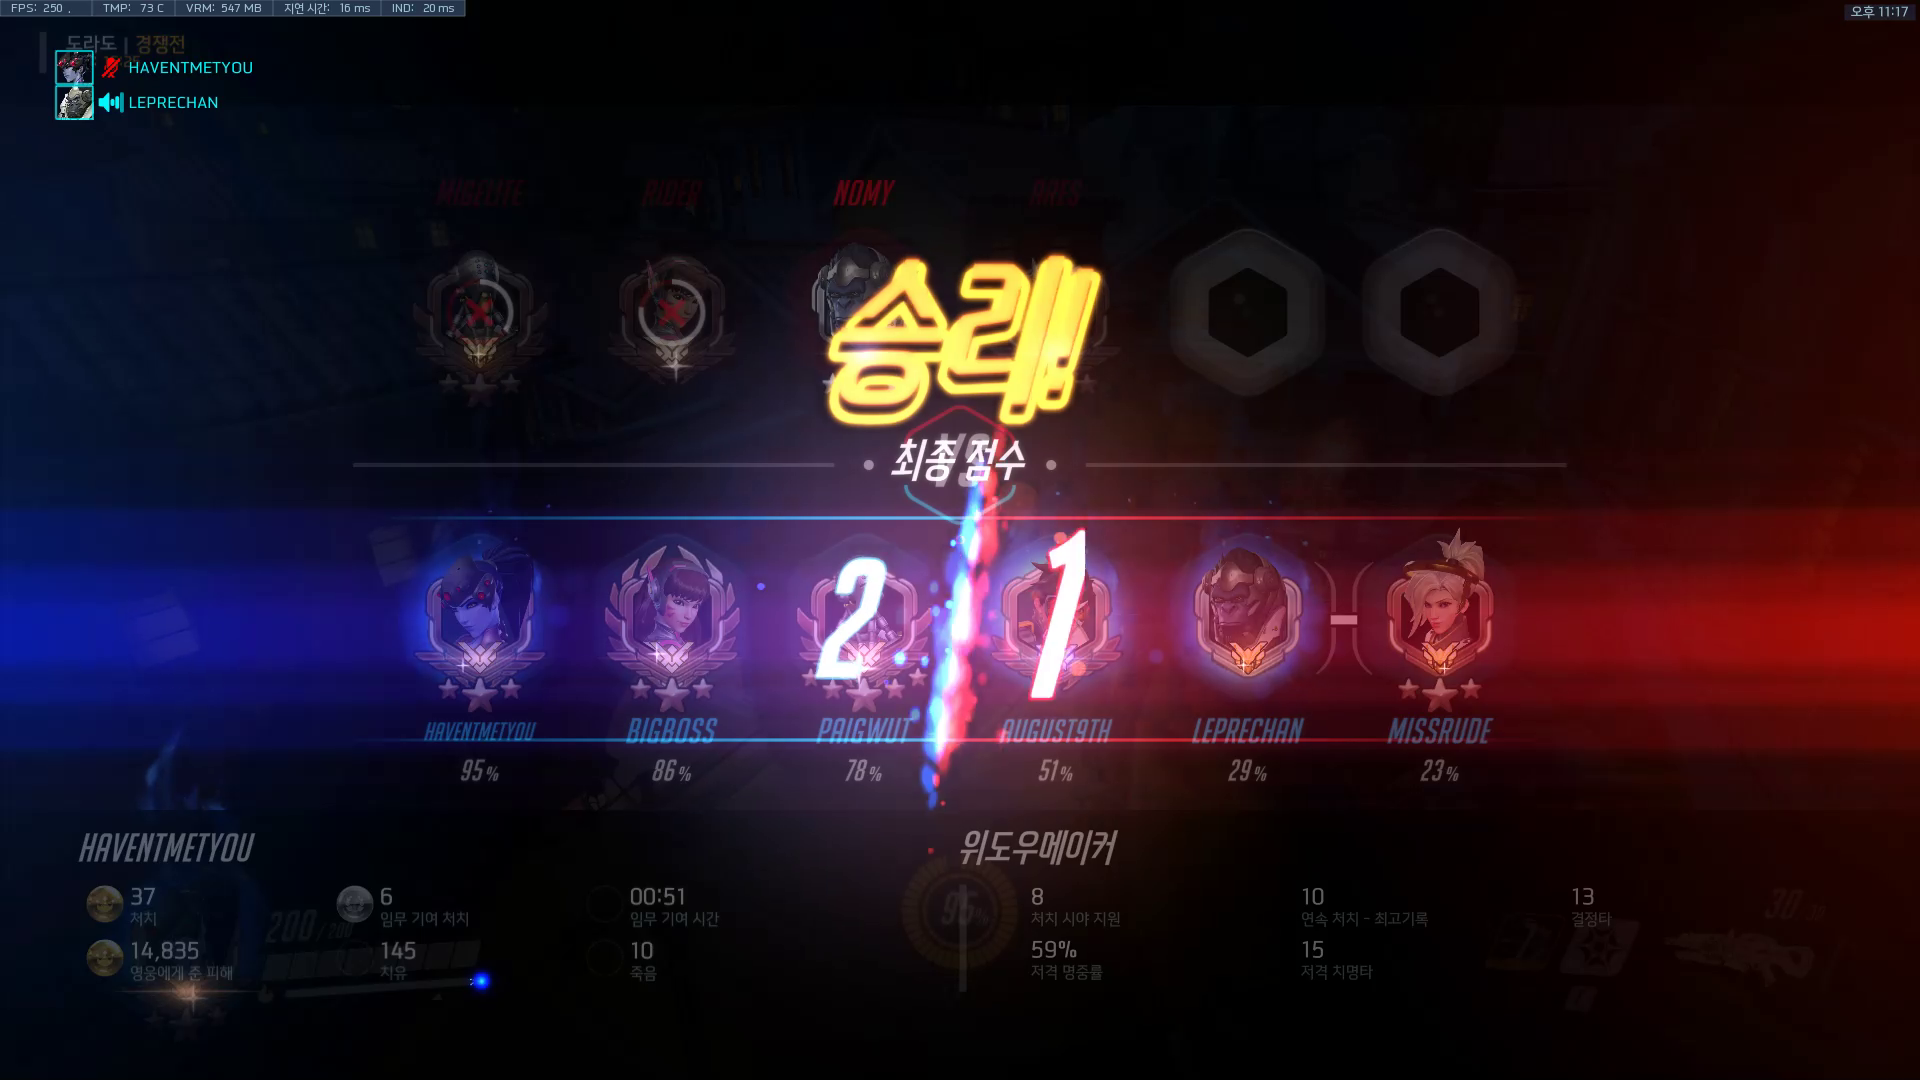 FPS: 250 . TMP: 73 C VRM: 547 MB 지연 시간: 16 ms IND: 20 ms
오후 11:17
도라도 | 경쟁전
HAVENTMETYOU
LEPRECHAN
NOMY
승리!
최종 점수
VS
2 1
HAVENTMETYOU BIGBOSS PAIGWUT AUGUST9TH LEPRECHAN MISSRUDE
95% 86% 78% 51% 29% 23%
HAVENTMETYOU 위도우메이커
37 6 00:51 95% 8 10 13
처치 임무 기여 처치 임무 기여 시간 처치 시야 지원 연속 처치 - 최고기록 결정타
200/200
14,835 145 10 59% 15
영웅에게 준 피해 치유 죽음 저격 명중률 저격 치명타